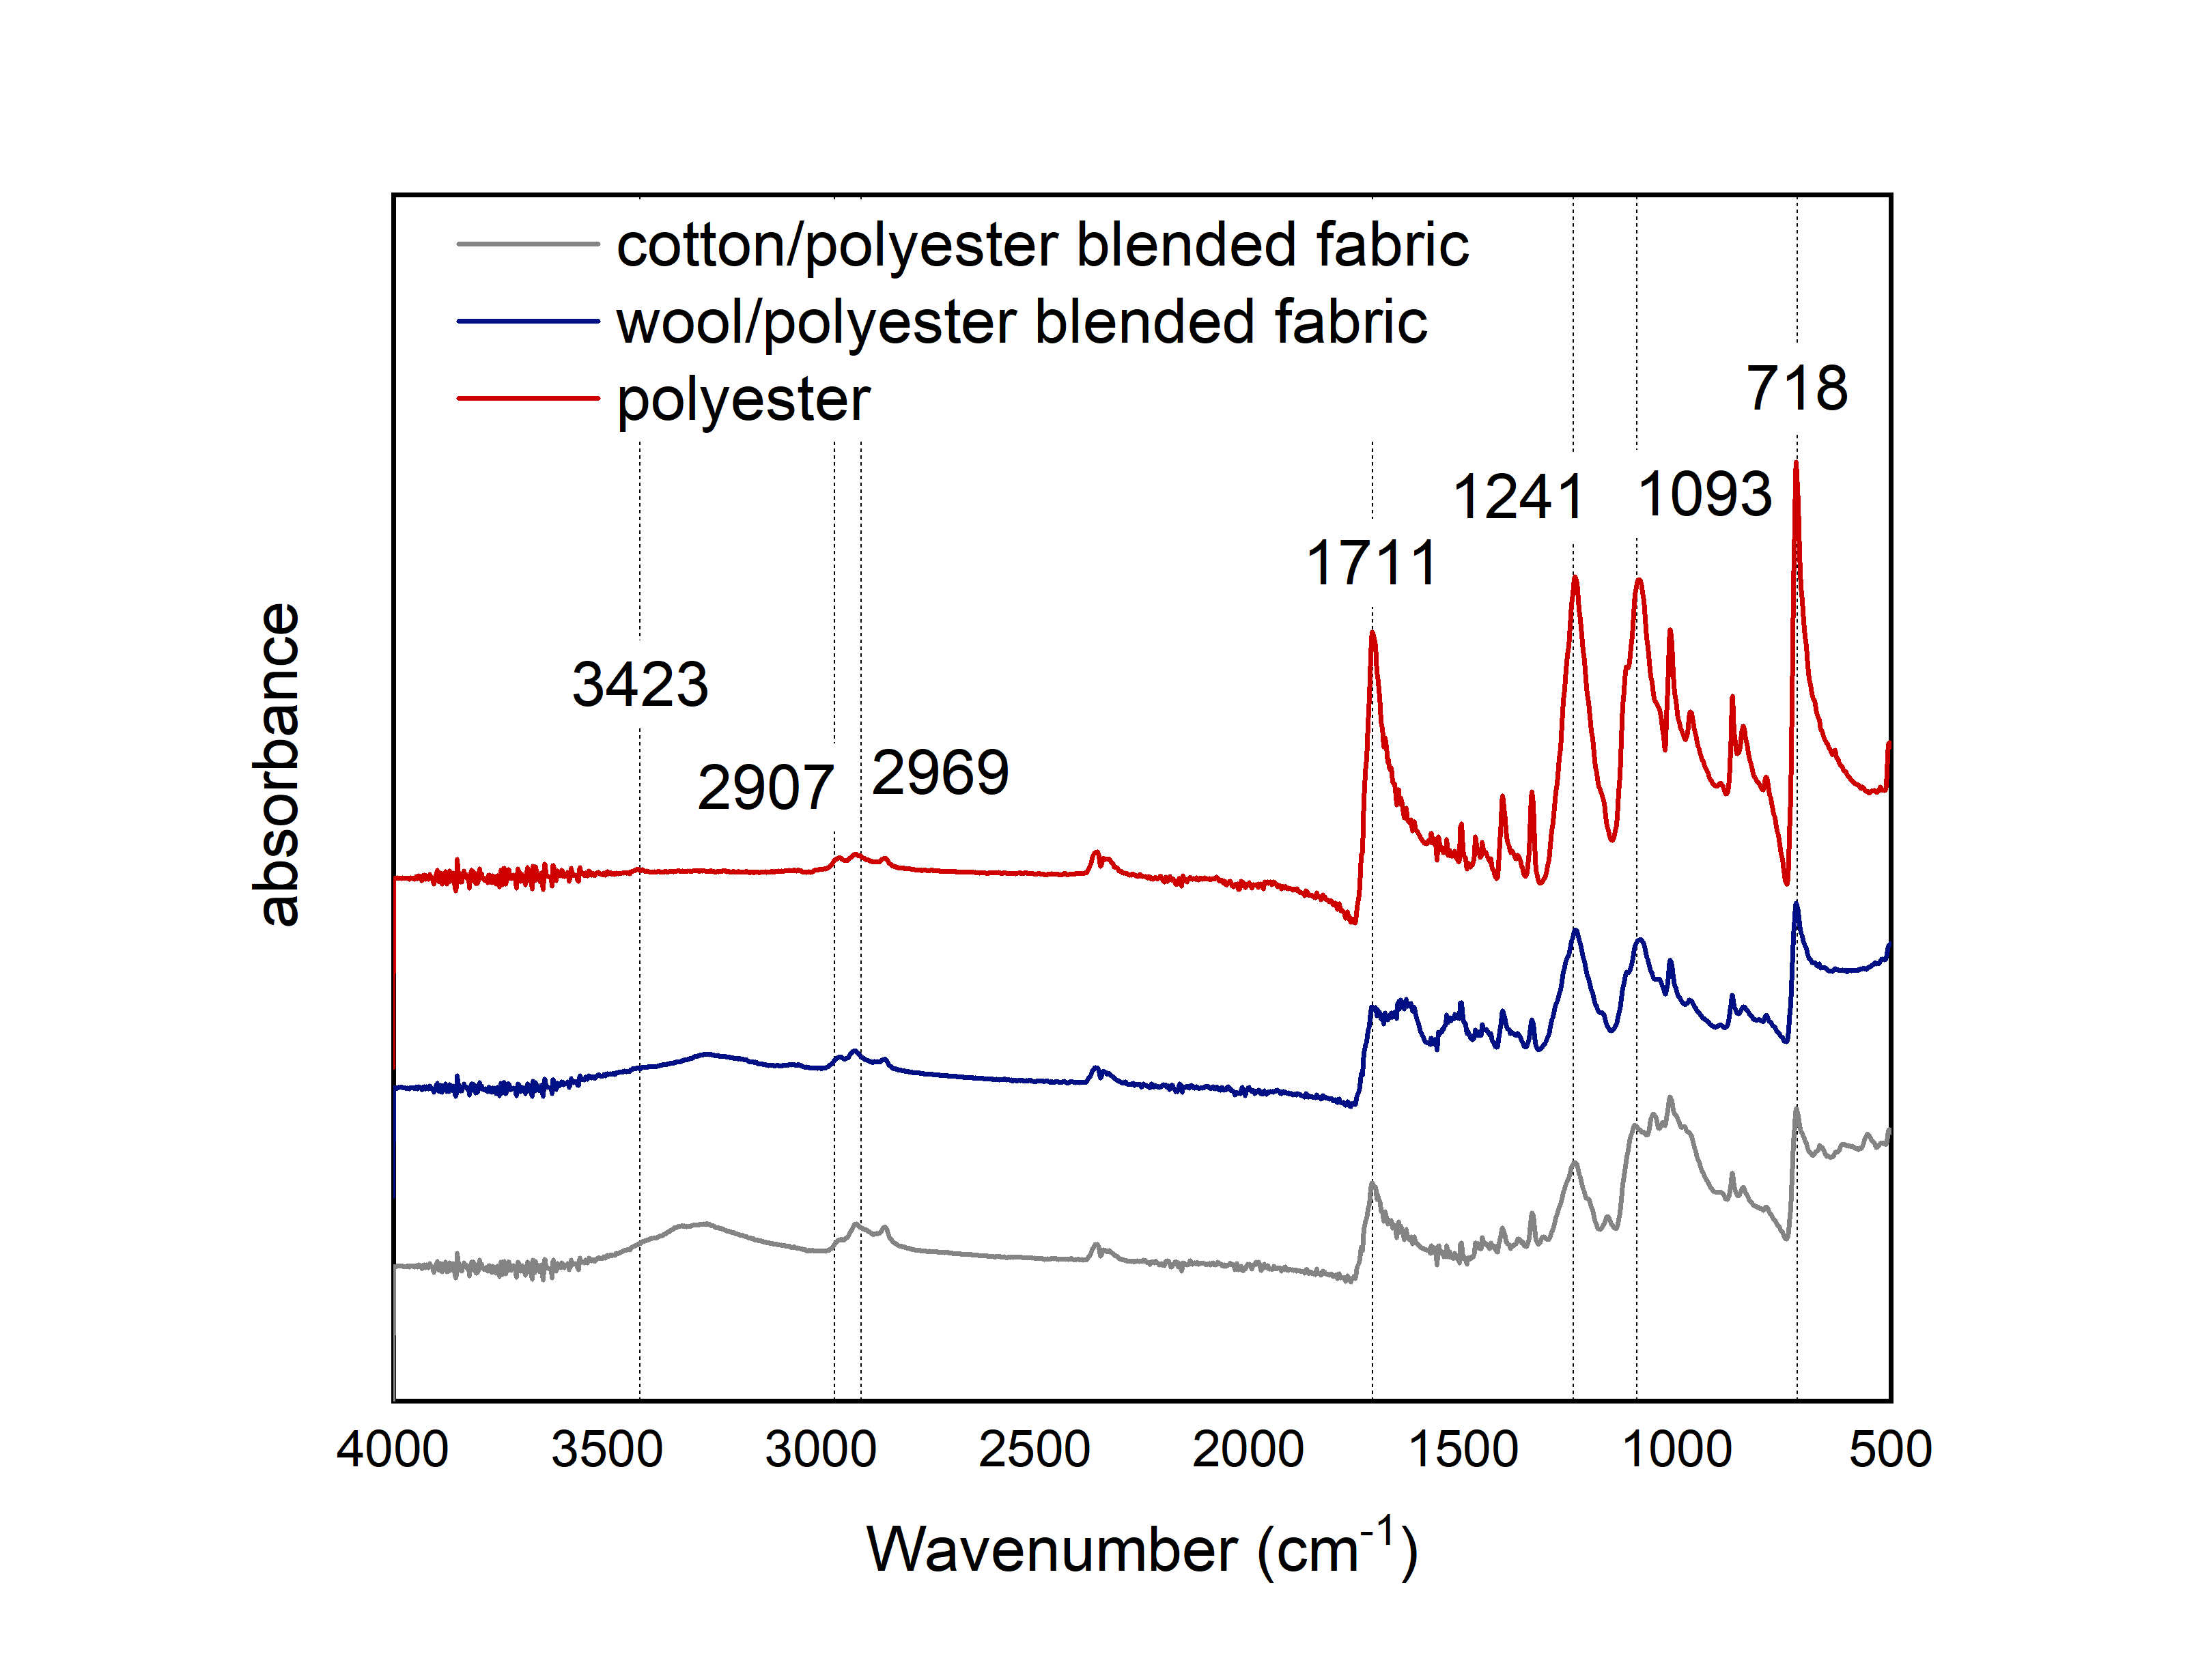 cotton/polyester blended fabric
wool/polyester blended fabric
polyester
718
1241
1093
1711
3423
2907
2969
absorbance
4000 3500 3000 2500 2000 1500 1000 500
Wavenumber (cm⁻¹)